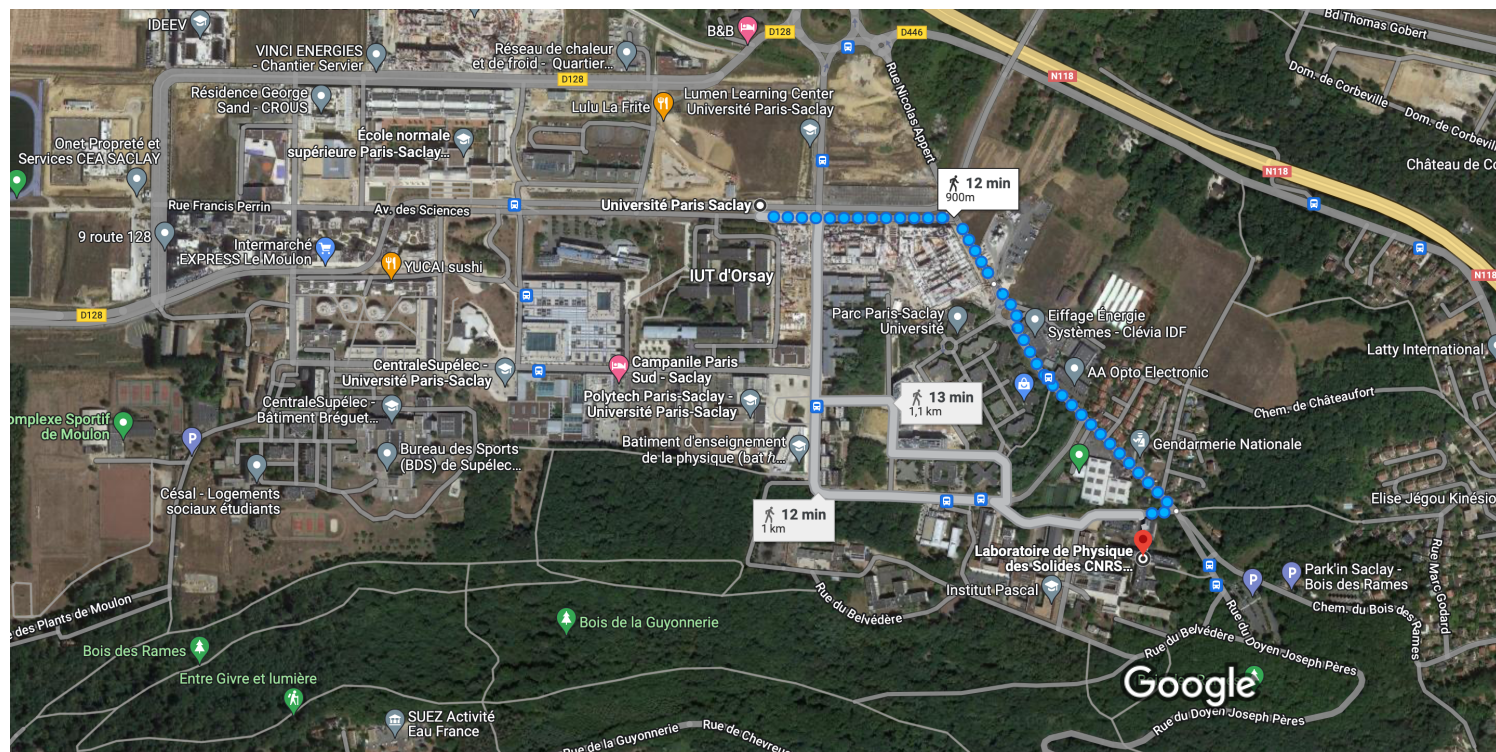 IDEEV
VINCI ENERGIES
- Chantier Servier
Réseau de chaleur
et de froid - Quartier…
B&B
D128
D446
Bd Thomas Gobert
Dom. de Corbeville
N118
D128
Résidence George
Sand - CROUS
Lulu La Frite
Lumen Learning Center
Université Paris-Saclay
Rue Nicolas Appert
Dom. de Corbeville
Onet Propreté et
Services CEA SACLAY
École normale
supérieure Paris-Saclay…
N118
Château de Co
12 min
900m
Rue Francis Perrin
Av. des Sciences
Université Paris Saclay
9 route 128
Intermarché
EXPRESS Le Moulon
YUCAI sushi
IUT d'Orsay
N118
D128
Parc Paris-Saclay
Université
Eiffage Énergie
Systèmes - Clévia IDF
Latty International
CentraleSupélec -
Université Paris-Saclay
Campanile Paris
Sud - Saclay
AA Opto Electronic
Polytech Paris-Saclay -
Université Paris-Saclay
13 min
1,1 km
Chem. de Châteaufort
CentraleSupélec -
Bâtiment Bréguet…
omplexe Sportif
de Moulon
P
Bureau des Sports
(BDS) de Supélec…
Batiment d'enseignement
de la physique (bat h…
Gendarmerie Nationale
Césal - Logements
sociaux étudiants
12 min
1 km
Elise Jégou Kinésio
Laboratoire de Physique
des Solides CNRS…
Institut Pascal
P
P
Park'in Saclay -
Bois des Rames
Rue Marc Godard
e des Plants de Moulon
Rue du Belvédère
Chem. du Bois des Rames
Bois de la Guyonnerie
Bois des Rames
Rue du Belvédère
Rue du Doyen Joseph Pères
Entre Givre et lumière
Google
SUEZ Activité
Eau France
Rue de la Guyonnerie
Rue de Chevreu
Rue du Doyen Joseph Pères